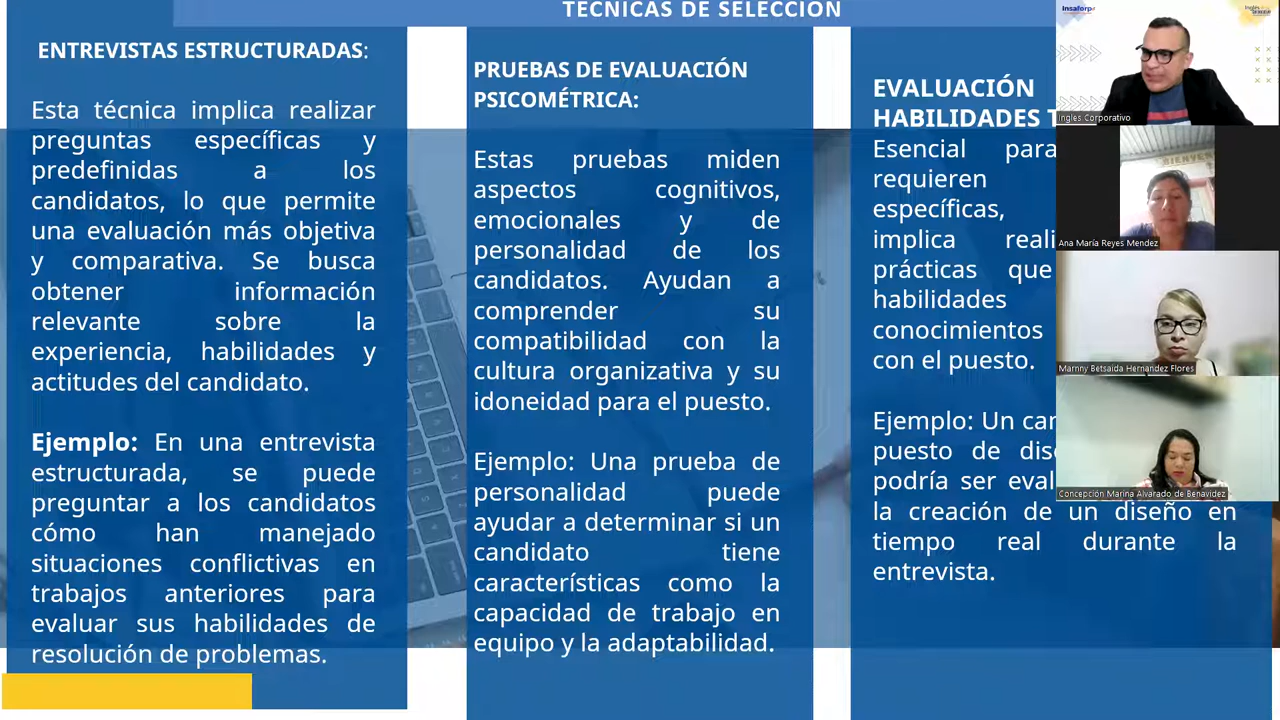 TECNICAS DE SELECCION
ENTREVISTAS ESTRUCTURADAS:
Esta técnica implica realizar
preguntas específicas y
predefinidas a los
candidatos, lo que permite
una evaluación más objetiva
y comparativa. Se busca
obtener información
relevante sobre la
experiencia, habilidades y
actitudes del candidato.
Ejemplo: En una entrevista
estructurada, se puede
preguntar a los candidatos
cómo han manejado
situaciones conflictivas en
trabajos anteriores para
evaluar sus habilidades de
resolución de problemas.
PRUEBAS DE EVALUACIÓN
PSICOMÉTRICA:
Estas pruebas miden
aspectos cognitivos,
emocionales y de
personalidad de los
candidatos. Ayudan a
comprender su
compatibilidad con la
cultura organizativa y su
idoneidad para el puesto.
Ejemplo: Una prueba de
personalidad puede
ayudar a determinar si un
candidato tiene
características como la
capacidad de trabajo en
equipo y la adaptabilidad.
EVALUACIÓN
HABILIDADES T
Esencial para
requieren
específicas,
implica reali
prácticas que
habilidades
conocimientos
con el puesto.
Ejemplo: Un car
puesto de dis
podría ser eval
la creación de un diseño en
tiempo real durante la
entrevista.
Insaforp
Ingles Corporativo
Ana María Reyes Mendez
Marnny Betsaida Hernandez Flores
Concepción Marina Alvarado de Benavidez